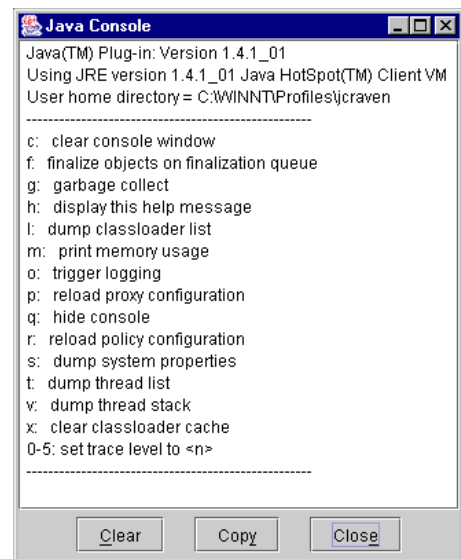 Java Console
Java(TM) Plug-in: Version 1.4.1_01
Using JRE version 1.4.1_01 Java HotSpot(TM) Client VM
User home directory = C:\WINNT\Profiles\jcraven
----------------------------------------------------
c: clear console window
f: finalize objects on finalization queue
g: garbage collect
h: display this help message
l: dump classloader list
m: print memory usage
o: trigger logging
p: reload proxy configuration
q: hide console
r: reload policy configuration
s: dump system properties
t: dump thread list
v: dump thread stack
x: clear classloader cache
0-5: set trace level to <n>
----------------------------------------------------
Clear Copy Close